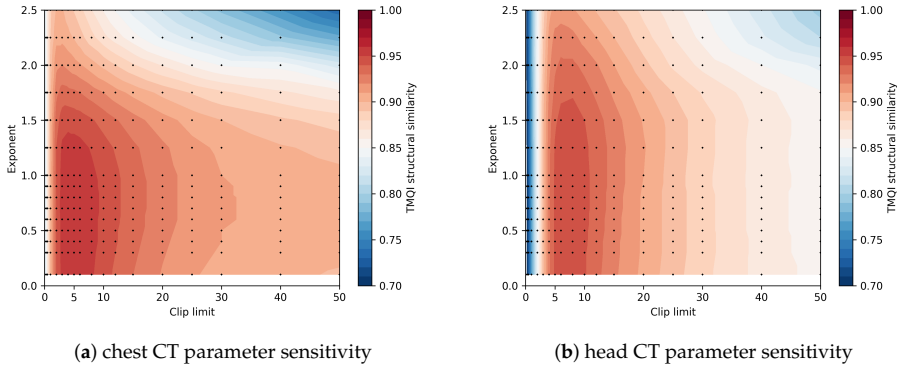 2.5
2.0
1.5
1.0
0.5
0.0
Exponent
0 5 10 20 30 40 50
Clip limit
1.00
0.95
0.90
0.85
0.80
0.75
0.70
TMQI structural similarity
(a) chest CT parameter sensitivity
2.5
2.0
1.5
1.0
0.5
0.0
Exponent
0 5 10 20 30 40 50
Clip limit
1.00
0.95
0.90
0.85
0.80
0.75
0.70
TMQI structural similarity
(b) head CT parameter sensitivity